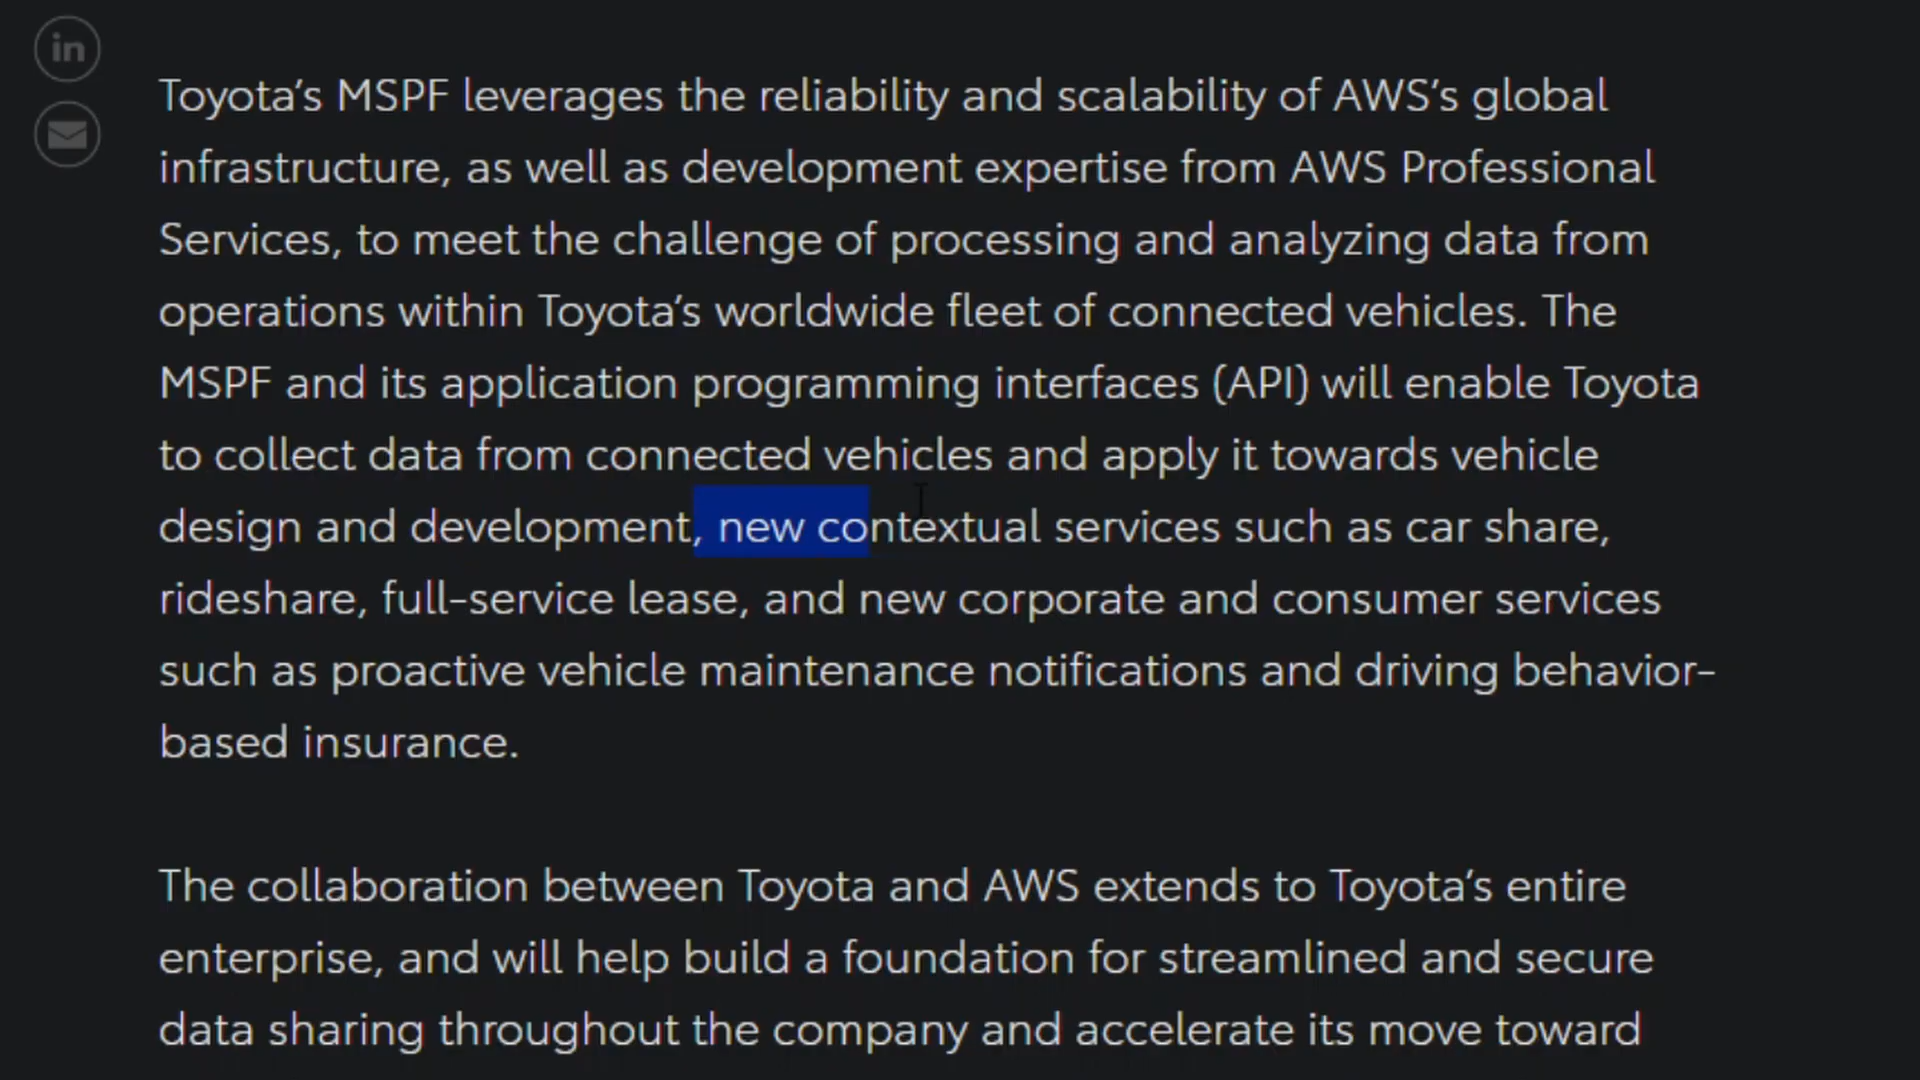 in
Toyota’s MSPF leverages the reliability and scalability of AWS’s global
infrastructure, as well as development expertise from AWS Professional
Services, to meet the challenge of processing and analyzing data from
operations within Toyota’s worldwide fleet of connected vehicles. The
MSPF and its application programming interfaces (API) will enable Toyota
to collect data from connected vehicles and apply it towards vehicle
design and development, new contextual services such as car share,
rideshare, full-service lease, and new corporate and consumer services
such as proactive vehicle maintenance notifications and driving behavior-
based insurance.
The collaboration between Toyota and AWS extends to Toyota’s entire
enterprise, and will help build a foundation for streamlined and secure
data sharing throughout the company and accelerate its move toward